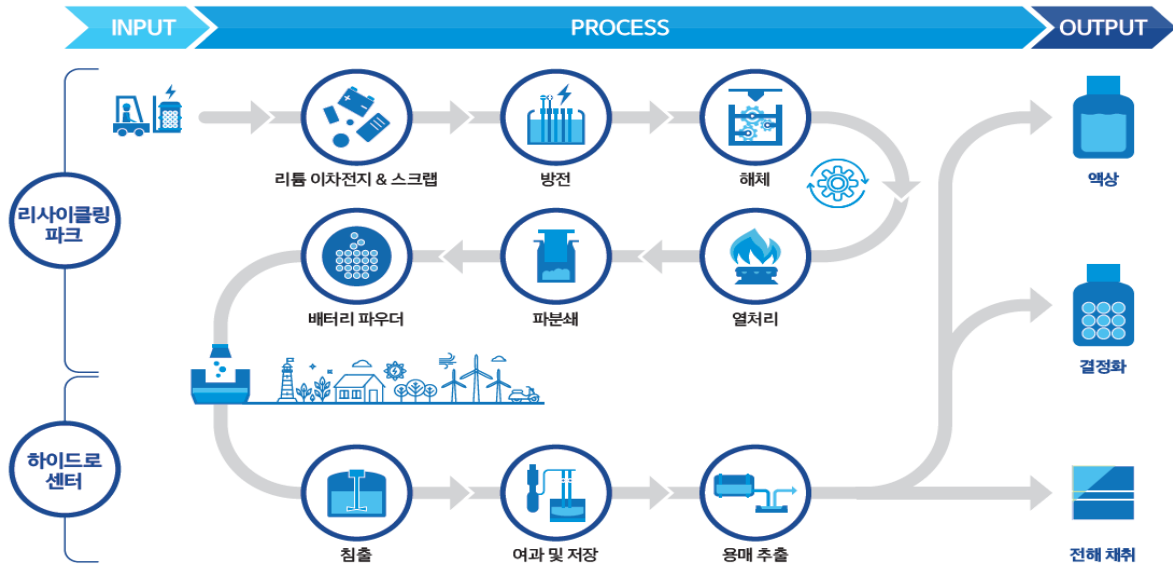 INPUT
PROCESS
OUTPUT
리튬 이차전지 & 스크랩
방전
해체
액상
리사이클링
파크
배터리 파우더
파분쇄
열처리
결정화
하이드로
센터
침출
여과 및 저장
용매 추출
전해 채취